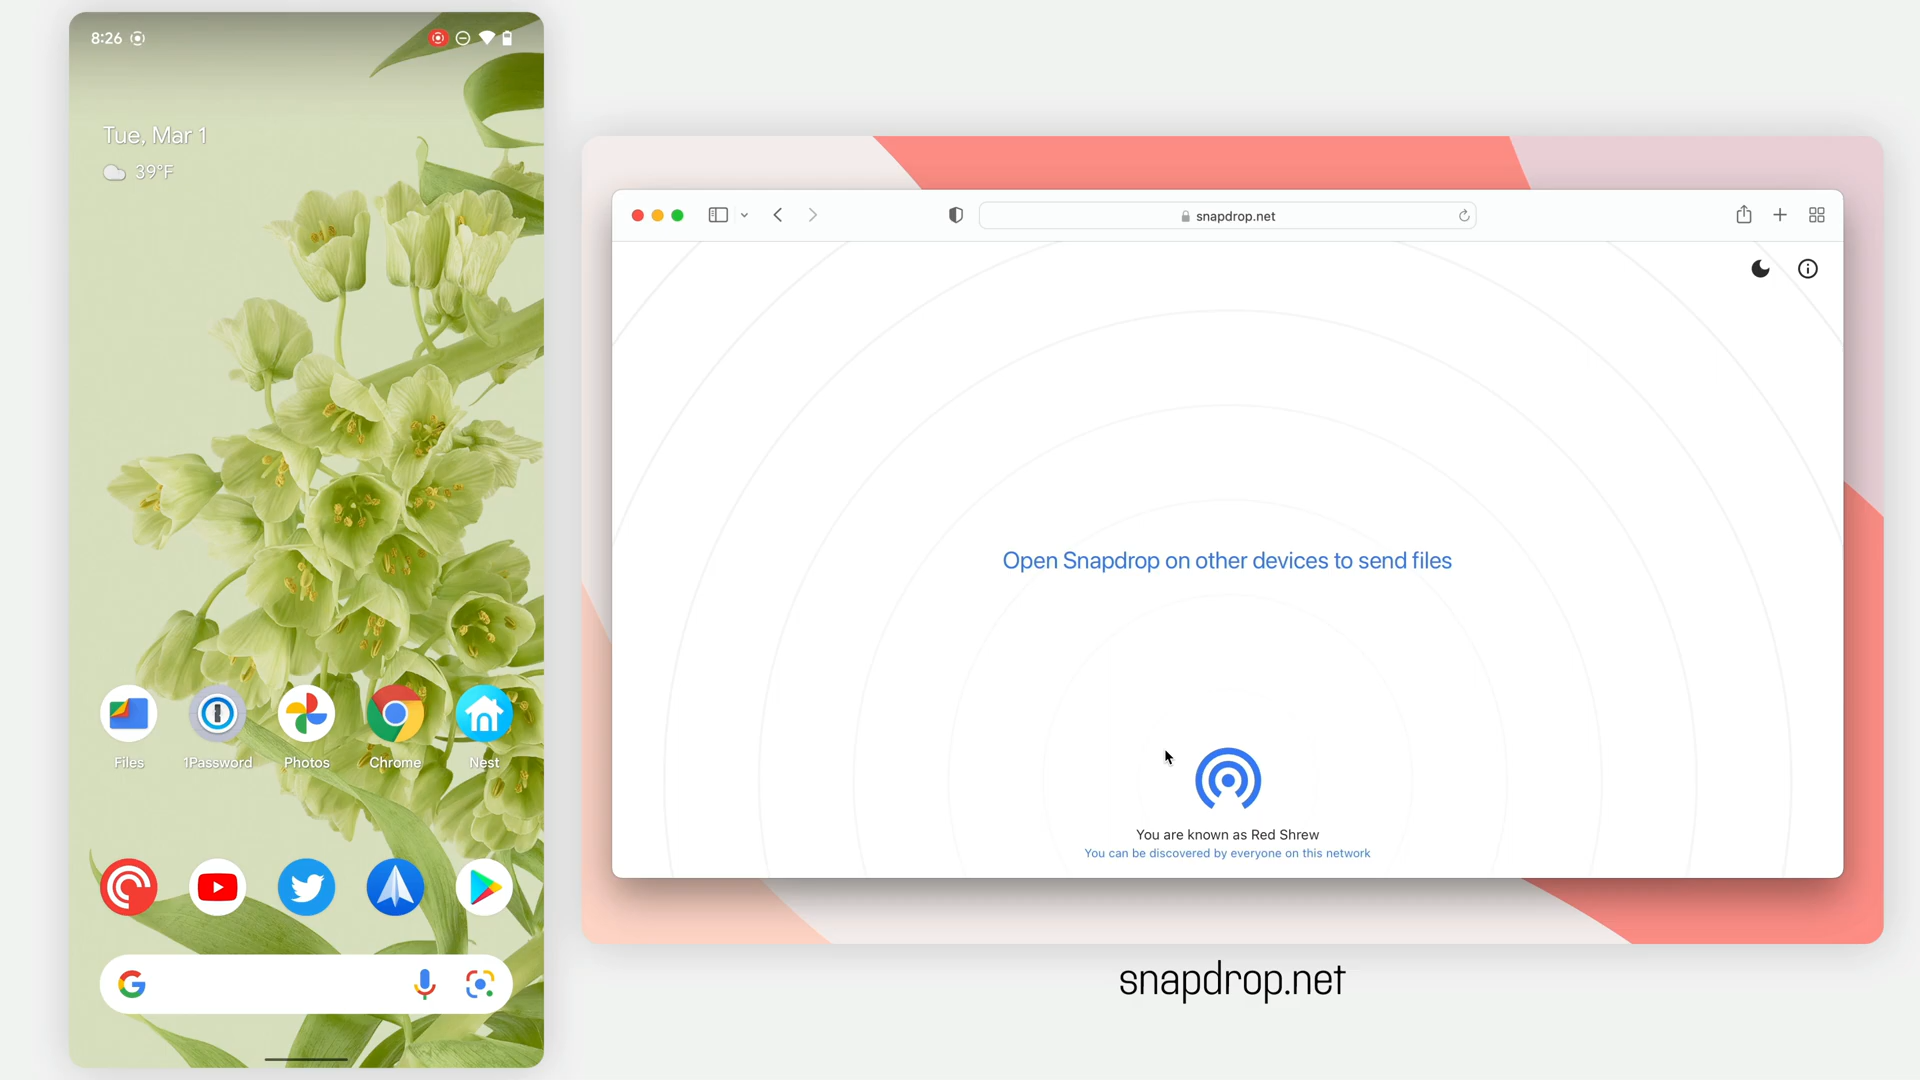 8:26
Tue, Mar 1
39°F
Files
1Password
Photos
Chrome
Nest
snapdrop.net
Open Snapdrop on other devices to send files
You are known as Red Shrew
You can be discovered by everyone on this network
snapdrop.net